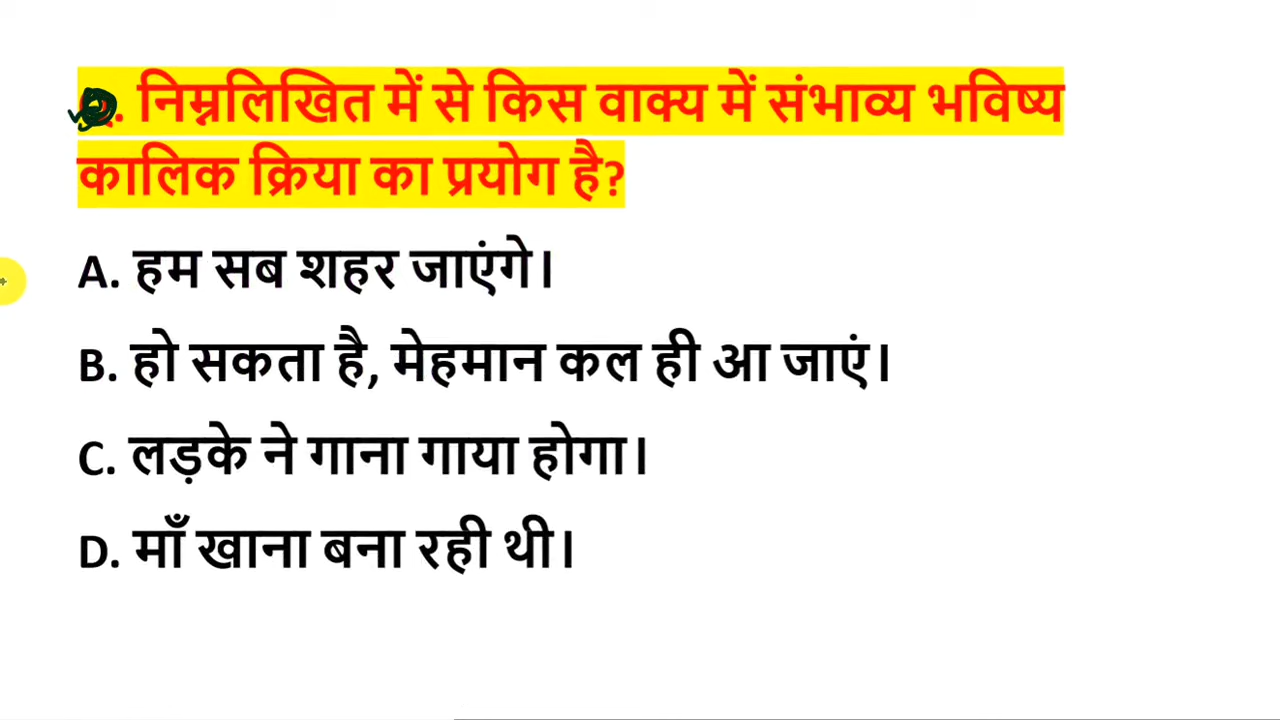 निम्नलिखित में से किस वाक्य में संभाव्य भविष्य
कालिक क्रिया का प्रयोग है?
A. हम सब शहर जाएंगे।
B. हो सकता है, मेहमान कल ही आ जाएं।
C. लड़के ने गाना गाया होगा।
D. माँ खाना बना रही थी।